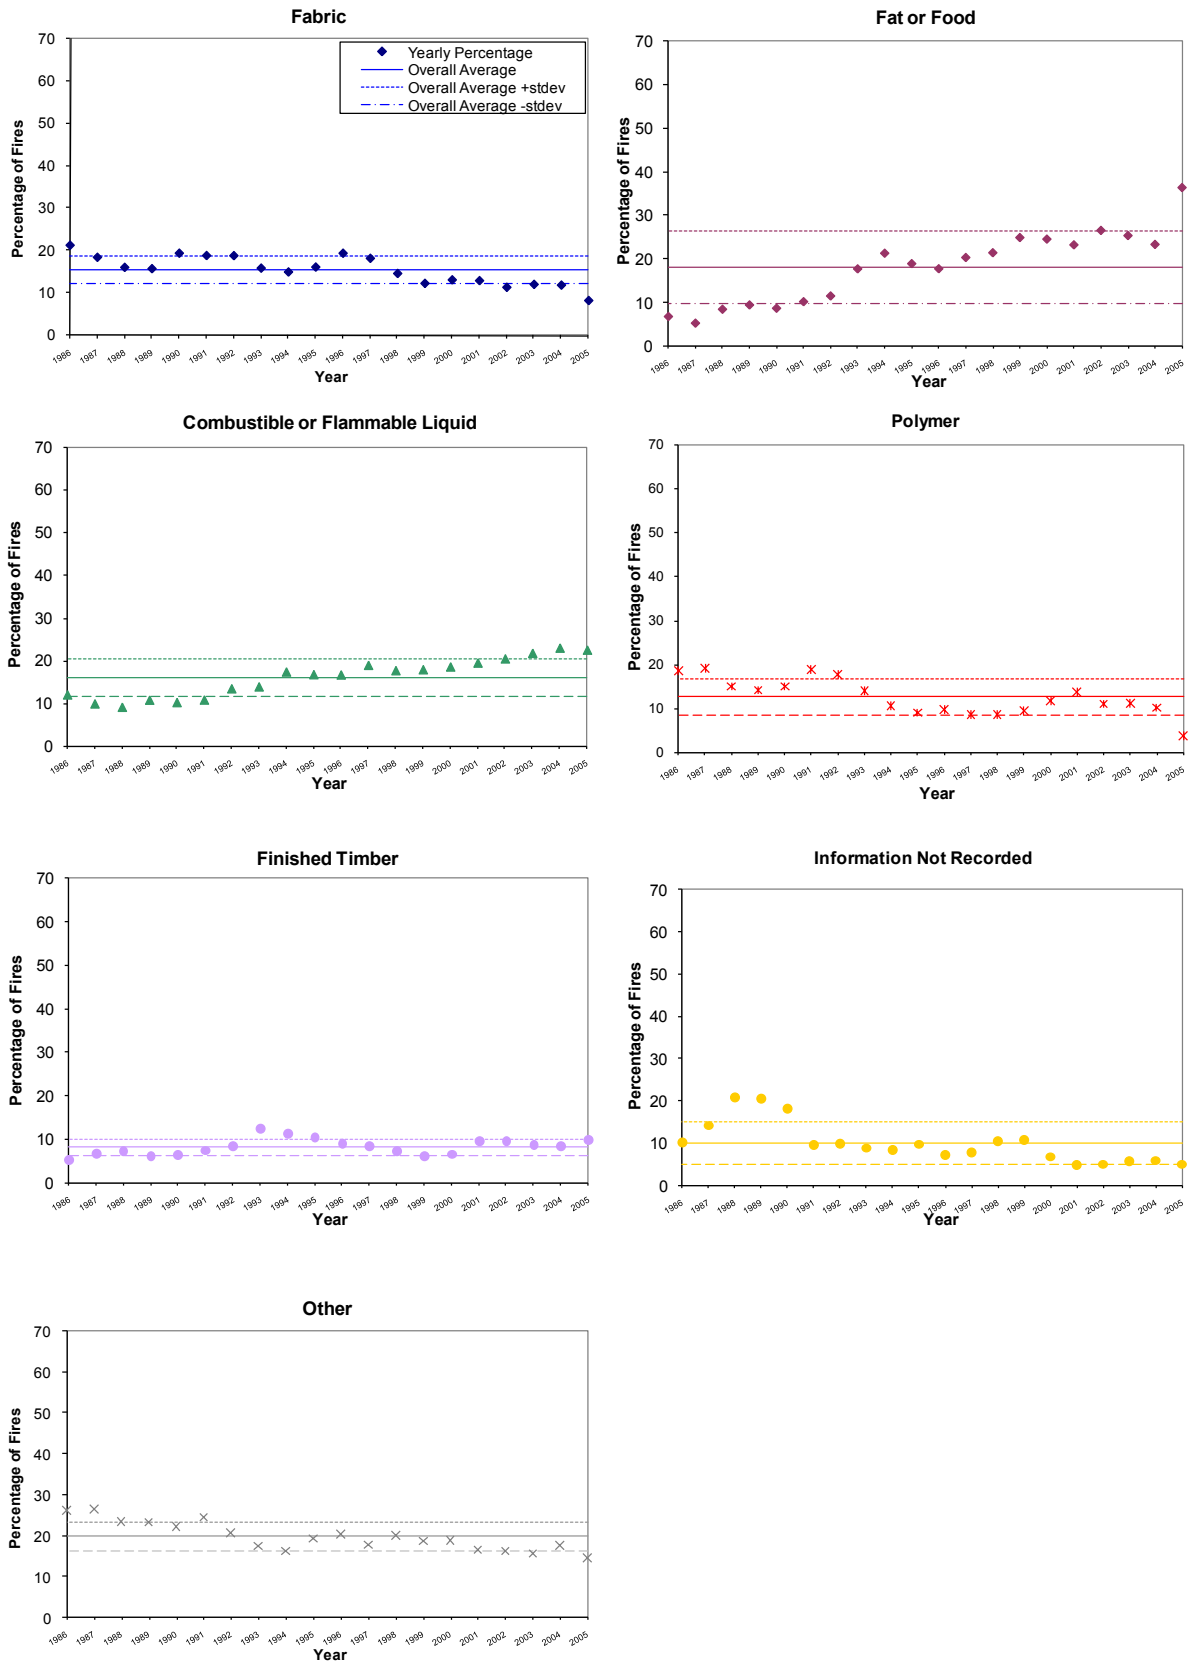 Fabric
70
60
50
40
30
20
10
0
Percentage of Fires
Yearly Percentage
Overall Average
Overall Average +stdev
Overall Average -stdev
1986 1987 1988 1989 1990 1991 1992 1993 1994 1995 1996 1997 1998 1999 2000 2001 2002 2003 2004 2005
Year
Fat or Food
70
60
50
40
30
20
10
0
Percentage of Fires
1986 1987 1988 1989 1990 1991 1992 1993 1994 1995 1996 1997 1998 1999 2000 2001 2002 2003 2004 2005
Year
Combustible or Flammable Liquid
70
60
50
40
30
20
10
0
Percentage of Fires
1986 1987 1988 1989 1990 1991 1992 1993 1994 1995 1996 1997 1998 1999 2000 2001 2002 2003 2004 2005
Year
Polymer
70
60
50
40
30
20
10
0
Percentage of Fires
1986 1987 1988 1989 1990 1991 1992 1993 1994 1995 1996 1997 1998 1999 2000 2001 2002 2003 2004 2005
Year
Finished Timber
70
60
50
40
30
20
10
0
Percentage of Fires
1986 1987 1988 1989 1990 1991 1992 1993 1994 1995 1996 1997 1998 1999 2000 2001 2002 2003 2004 2005
Year
Information Not Recorded
70
60
50
40
30
20
10
0
Percentage of Fires
1986 1987 1988 1989 1990 1991 1992 1993 1994 1995 1996 1997 1998 1999 2000 2001 2002 2003 2004 2005
Year
Other
70
60
50
40
30
20
10
0
Percentage of Fires
1986 1987 1988 1989 1990 1991 1992 1993 1994 1995 1996 1997 1998 1999 2000 2001 2002 2003 2004 2005
Year